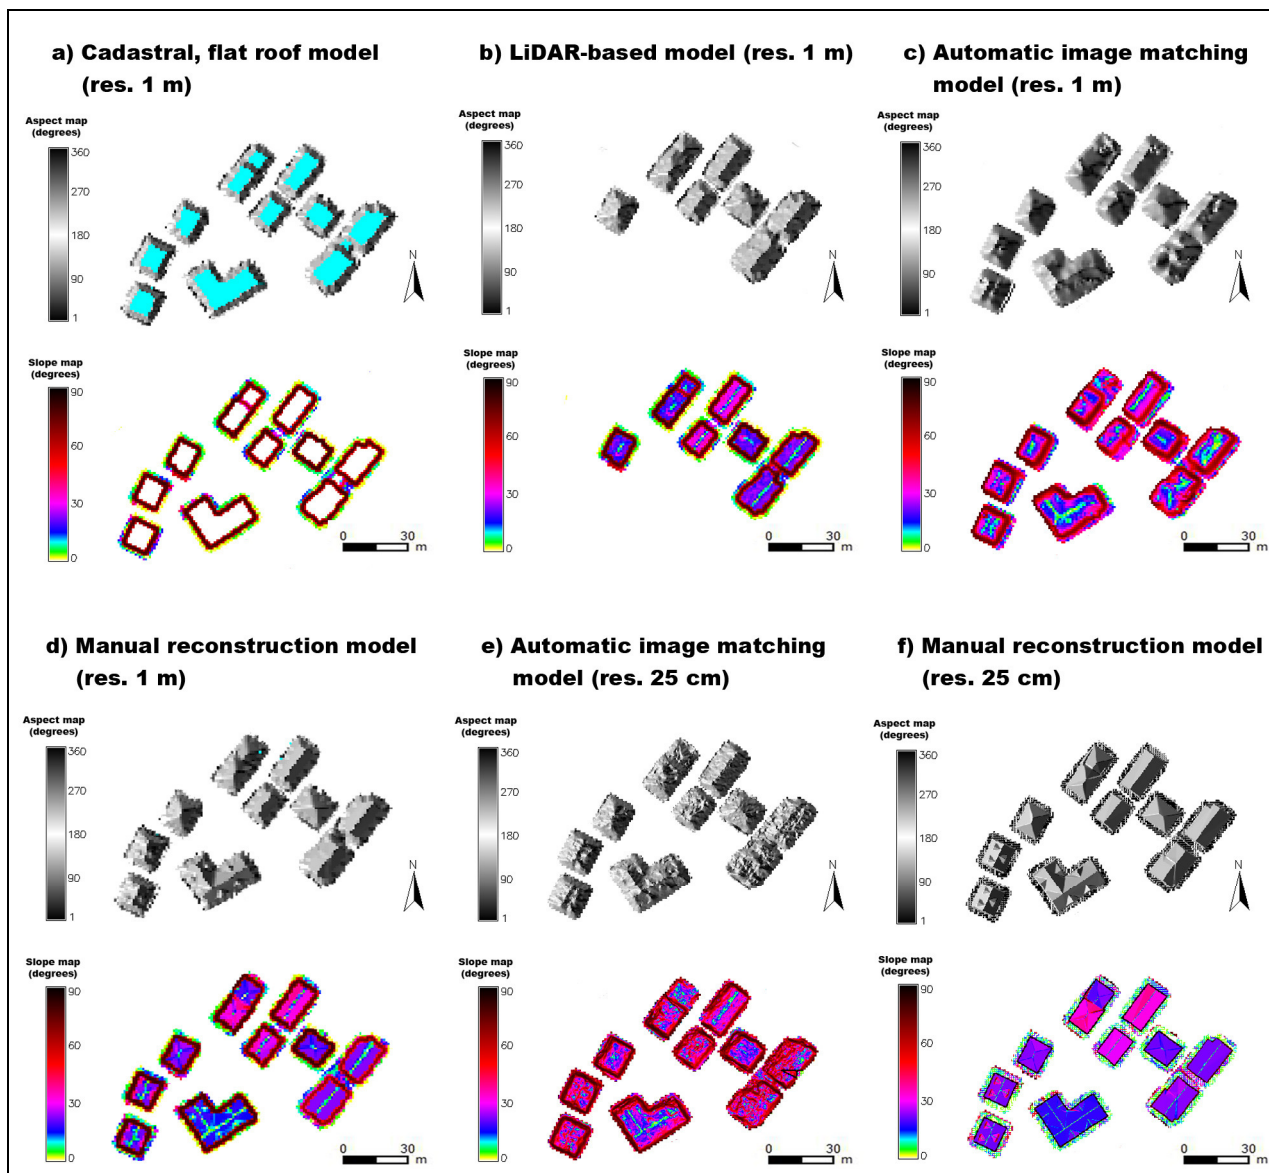 a) Cadastral, flat roof model
(res. 1 m)
b) LiDAR-based model (res. 1 m)
c) Automatic image matching
model (res. 1 m)
Aspect map
(degrees)
360
270
180
90
1
N
Aspect map
(degrees)
360
270
180
90
1
N
Aspect map
(degrees)
360
270
180
90
1
N
Slope map
(degrees)
90
60
30
0
0 30
m
Slope map
(degrees)
90
60
30
0
0 30
m
Slope map
(degrees)
90
60
30
0
0 30
m
d) Manual reconstruction model
(res. 1 m)
e) Automatic image matching
model (res. 25 cm)
f) Manual reconstruction model
(res. 25 cm)
Aspect map
(degrees)
360
270
180
90
1
N
Aspect map
(degrees)
360
270
180
90
1
N
Aspect map
(degrees)
360
270
180
90
1
N
Slope map
(degrees)
90
60
30
0
0 30
m
Slope map
(degrees)
90
60
30
0
0 30
m
Slope map
(degrees)
90
60
30
0
0 30
m